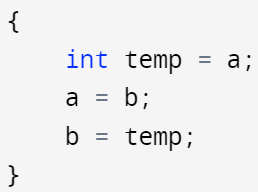 {
    int temp = a;
    a = b;
    b = temp;
}